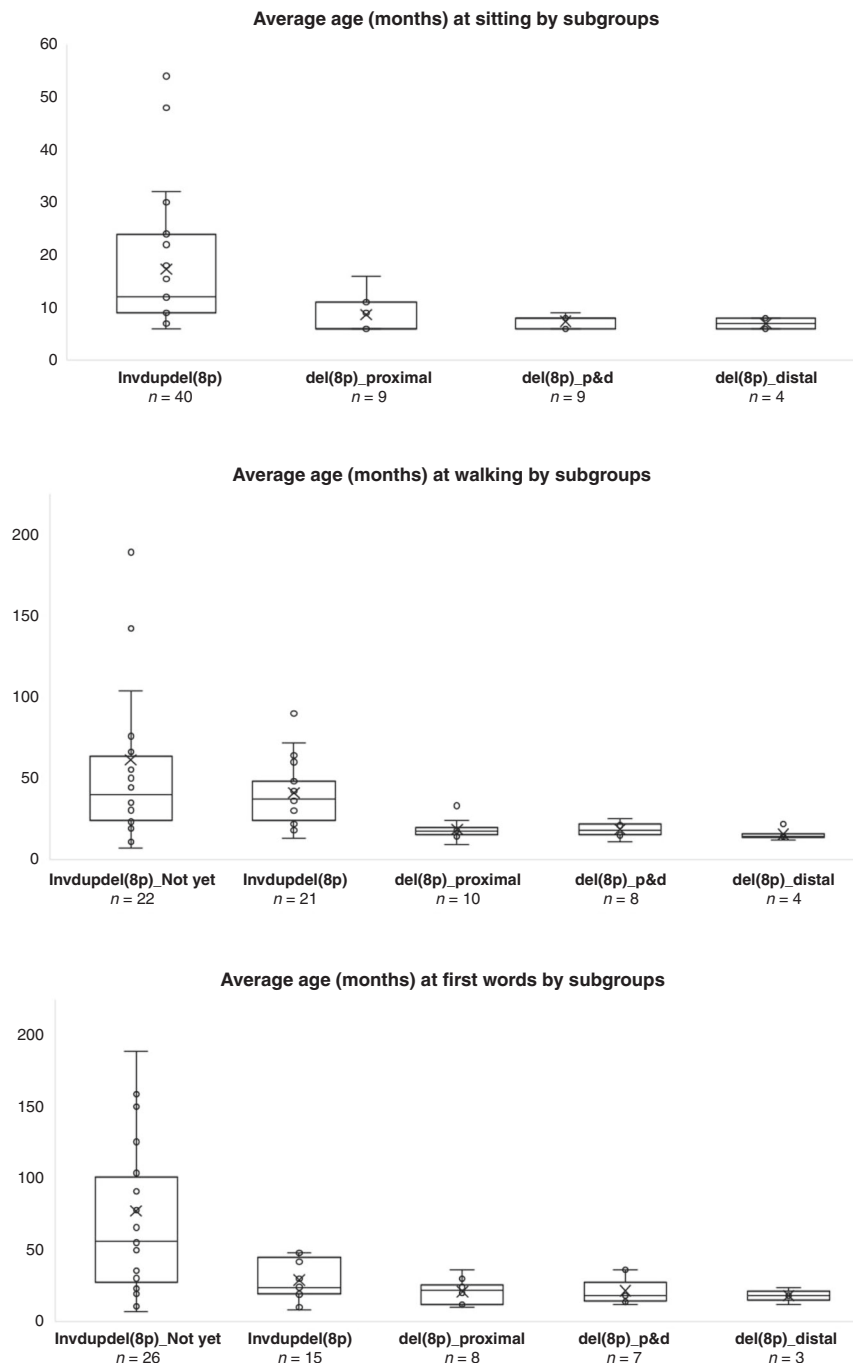 Average age (months) at sitting by subgroups
60
50
40
30
20
10
0
Invdupdel(8p) del(8p)_proximal del(8p)_p&d del(8p)_distal
n = 40 n = 9 n = 9 n = 4
Average age (months) at walking by subgroups
200
150
100
50
0
Invdupdel(8p)_Not yet Invdupdel(8p) del(8p)_proximal del(8p)_p&d del(8p)_distal
n = 22 n = 21 n = 10 n = 8 n = 4
Average age (months) at first words by subgroups
200
150
100
50
0
Invdupdel(8p)_Not yet Invdupdel(8p) del(8p)_proximal del(8p)_p&d del(8p)_distal
n = 26 n = 15 n = 8 n = 7 n = 3